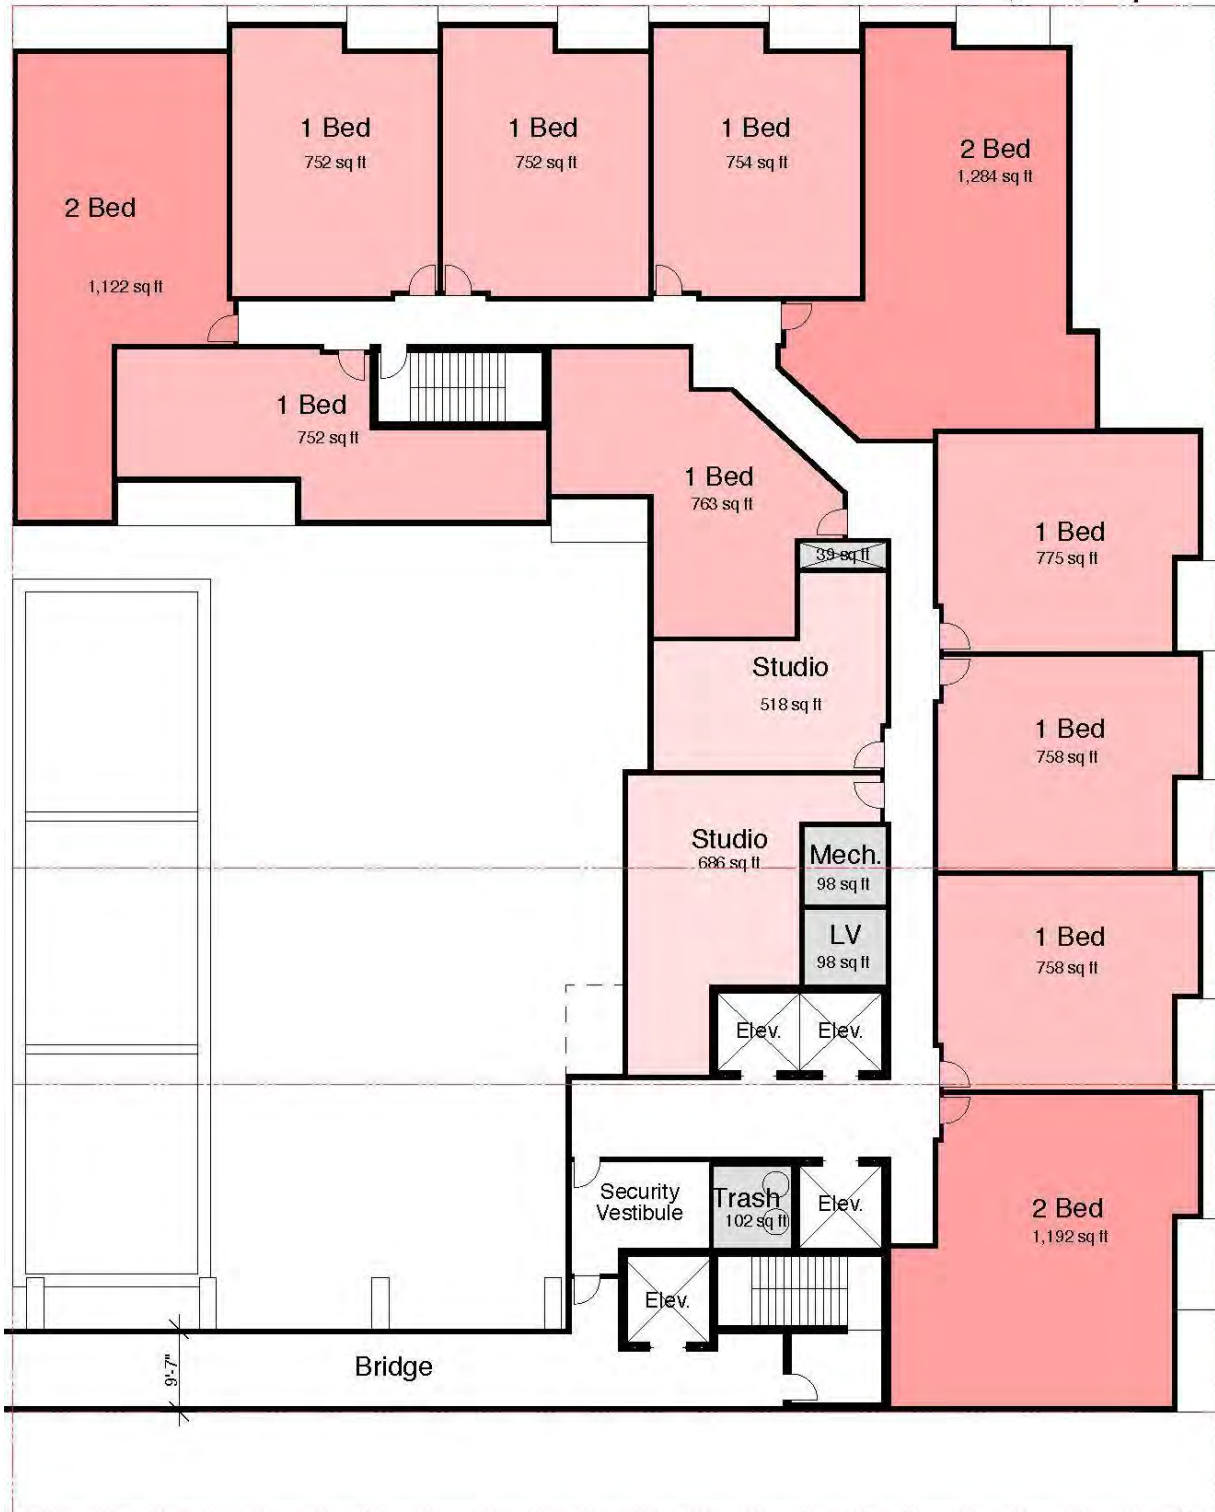 1 Bed
752 sq ft
1 Bed
752 sq ft
1 Bed
754 sq ft
2 Bed
1,284 sq ft
2 Bed
1,122 sq ft
1 Bed
752 sq ft
1 Bed
763 sq ft
39 sq ft
1 Bed
775 sq ft
Studio
518 sq ft
1 Bed
758 sq ft
Studio
686 sq ft
Mech.
98 sq ft
LV
98 sq ft
1 Bed
758 sq ft
Elev.
Elev.
Security
Vestibule
Trash
102 sq ft
Elev.
2 Bed
1,192 sq ft
Elev.
Bridge
9'-7"